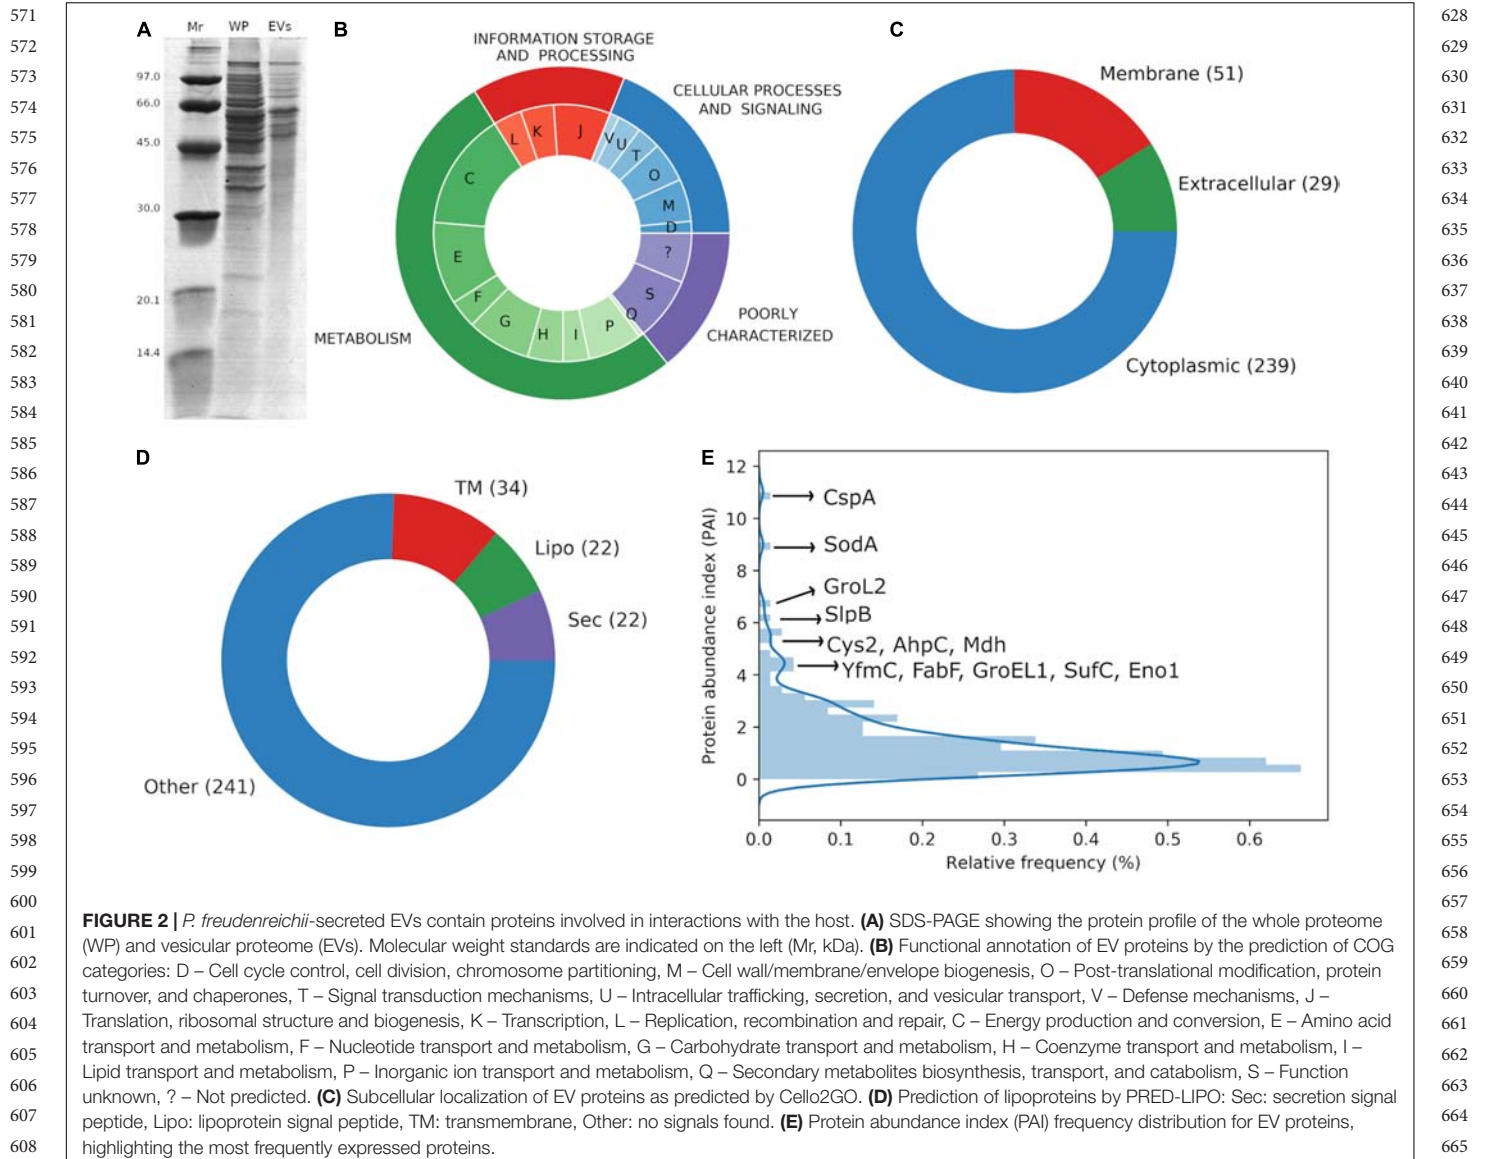 571
572
573
574
575
576
577
578
579
580
581
582
583
584
585
586
587
588
589
590
591
592
593
594
595
596
597
598
599
600
601
602
603
604
605
606
607
608
A
Mr WP EVs
97.0
66.0
45.0
30.0
20.1
14.4
B
INFORMATION STORAGE
AND PROCESSING
CELLULAR PROCESSES
AND SIGNALING
POORLY
CHARACTERIZED
METABOLISM
L
K
J
V
U
T
O
M
D
?
S
Q
P
I
H
G
F
E
C
C
Membrane (51)
Extracellular (29)
Cytoplasmic (239)
D
TM (34)
Lipo (22)
Sec (22)
Other (241)
E
Protein abundance index (PAI)
12
10
8
6
4
2
0
CspA
SodA
GroL2
SlpB
Cys2, AhpC, Mdh
YfmC, FabF, GroEL1, SufC, Eno1
0.0 0.1 0.2 0.3 0.4 0.5 0.6
Relative frequency (%)
FIGURE 2 | P. freudenreichii-secreted EVs contain proteins involved in interactions with the host. (A) SDS-PAGE showing the protein profile of the whole proteome
(WP) and vesicular proteome (EVs). Molecular weight standards are indicated on the left (Mr, kDa). (B) Functional annotation of EV proteins by the prediction of COG
categories: D – Cell cycle control, cell division, chromosome partitioning, M – Cell wall/membrane/envelope biogenesis, O – Post-translational modification, protein
turnover, and chaperones, T – Signal transduction mechanisms, U – Intracellular trafficking, secretion, and vesicular transport, V – Defense mechanisms, J –
Translation, ribosomal structure and biogenesis, K – Transcription, L – Replication, recombination and repair, C – Energy production and conversion, E – Amino acid
transport and metabolism, F – Nucleotide transport and metabolism, G – Carbohydrate transport and metabolism, H – Coenzyme transport and metabolism, I –
Lipid transport and metabolism, P – Inorganic ion transport and metabolism, Q – Secondary metabolites biosynthesis, transport, and catabolism, S – Function
unknown, ? – Not predicted. (C) Subcellular localization of EV proteins as predicted by Cello2GO. (D) Prediction of lipoproteins by PRED-LIPO: Sec: secretion signal
peptide, Lipo: lipoprotein signal peptide, TM: transmembrane, Other: no signals found. (E) Protein abundance index (PAI) frequency distribution for EV proteins,
highlighting the most frequently expressed proteins.
628
629
630
631
632
633
634
635
636
637
638
639
640
641
642
643
644
645
646
647
648
649
650
651
652
653
654
655
656
657
658
659
660
661
662
663
664
665